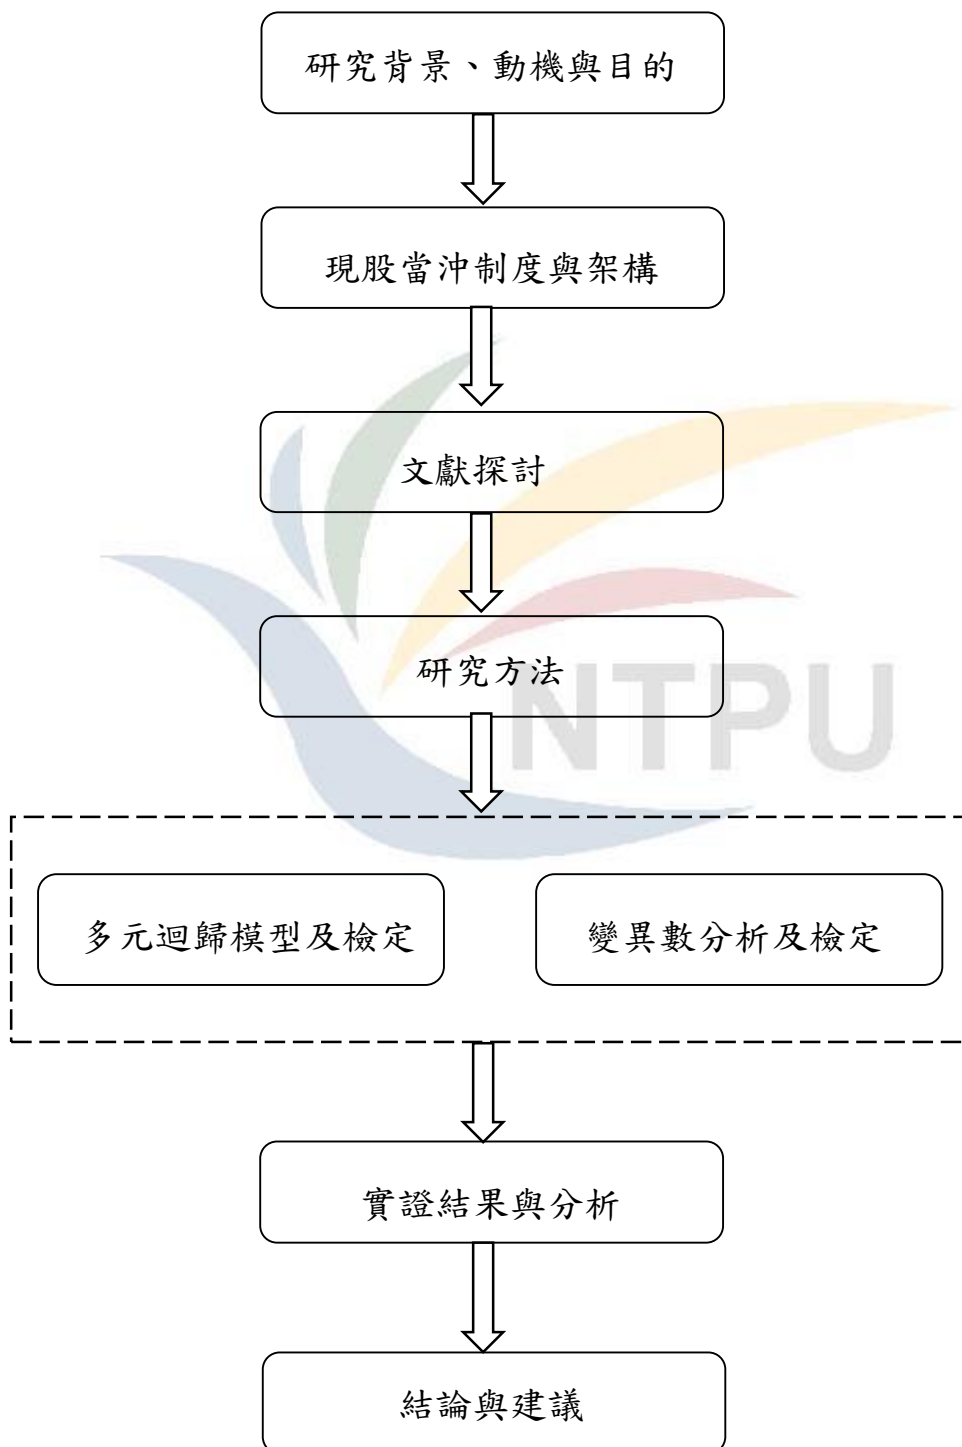 研究背景、動機與目的
現股當沖制度與架構
文獻探討
研究方法
NTPU
多元迴歸模型及檢定
變異數分析及檢定
實證結果與分析
結論與建議